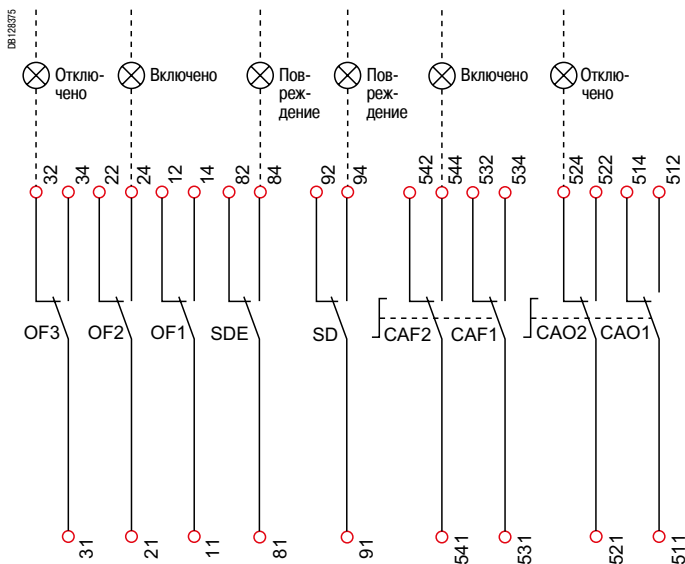 DB128375
Отклю-
чено
Включено
Пов-
реж-
дение
Пов-
реж-
дение
Включено
Отклю-
чено
32 34 22 24 12 14 82 84 92 94 542 544 532 534 524 522 514 512
OF3 OF2 OF1 SDE SD CAF2 CAF1 CAO2 CAO1
31 21 11 81 91 541 531 521 511